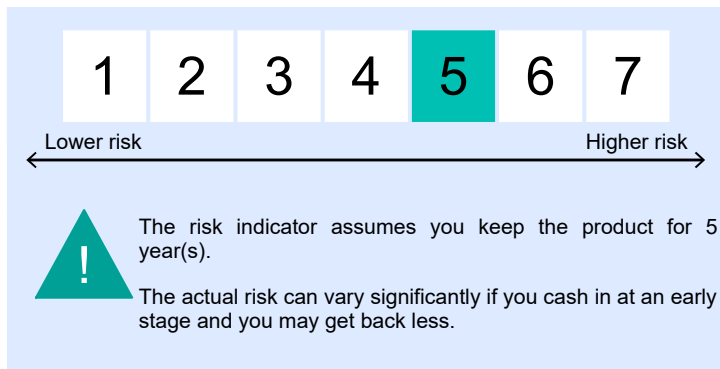 1 2 3 4 5 6 7
Lower risk Higher risk
!
The risk indicator assumes you keep the product for 5
year(s).
The actual risk can vary significantly if you cash in at an early
stage and you may get back less.